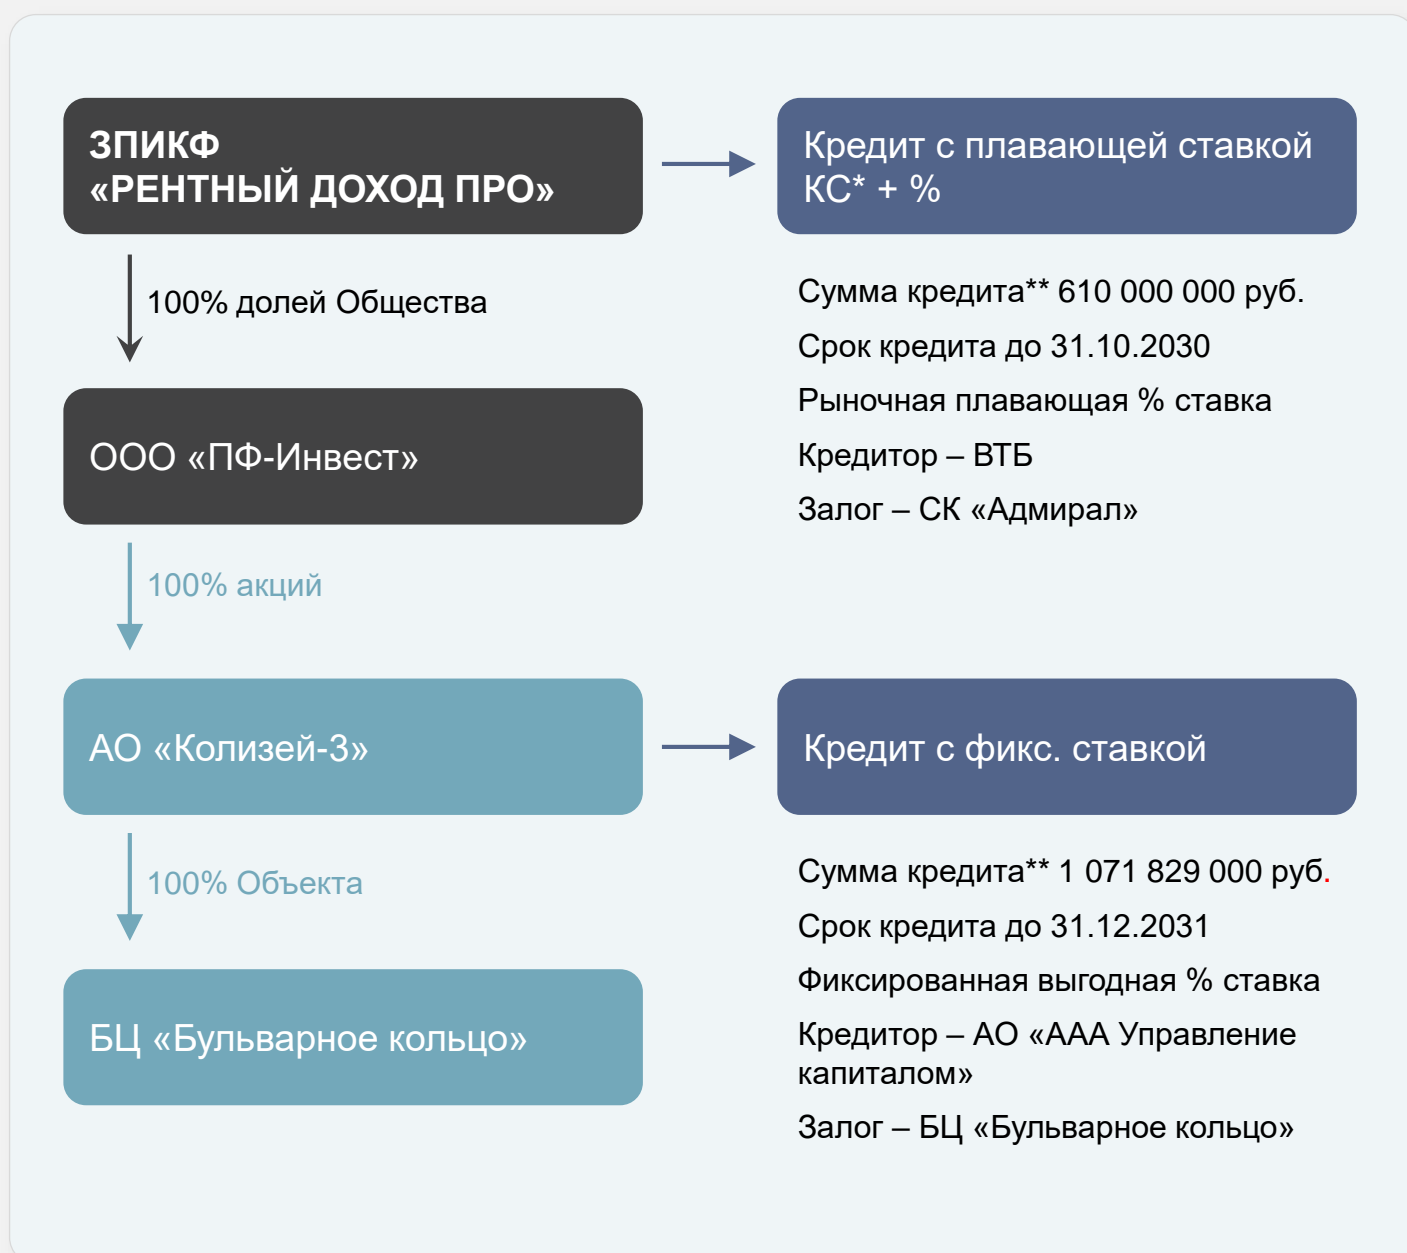 ЗПИКФ
«РЕНТНЫЙ ДОХОД ПРО»
Кредит с плавающей ставкой
КС* + %
100% долей Общества
Сумма кредита** 610 000 000 руб.
Срок кредита до 31.10.2030
Рыночная плавающая % ставка
Кредитор – ВТБ
Залог – СК «Адмирал»
ООО «ПФ-Инвест»
100% акций
АО «Колизей-3»
Кредит с фикс. ставкой
100% Объекта
Сумма кредита** 1 071 829 000 руб.
Срок кредита до 31.12.2031
Фиксированная выгодная % ставка
Кредитор – АО «ААА Управление
капиталом»
Залог – БЦ «Бульварное кольцо»
БЦ «Бульварное кольцо»